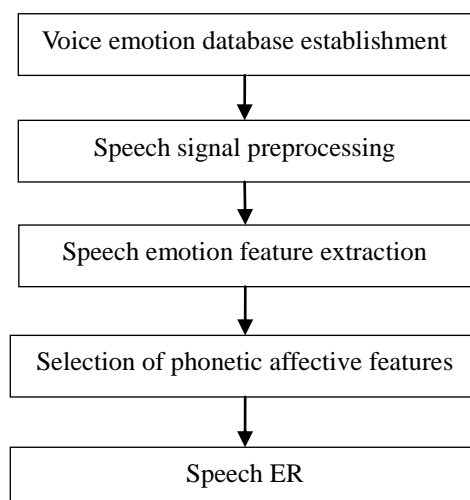 Voice emotion database establishment
Speech signal preprocessing
Speech emotion feature extraction
Selection of phonetic affective features
Speech ER